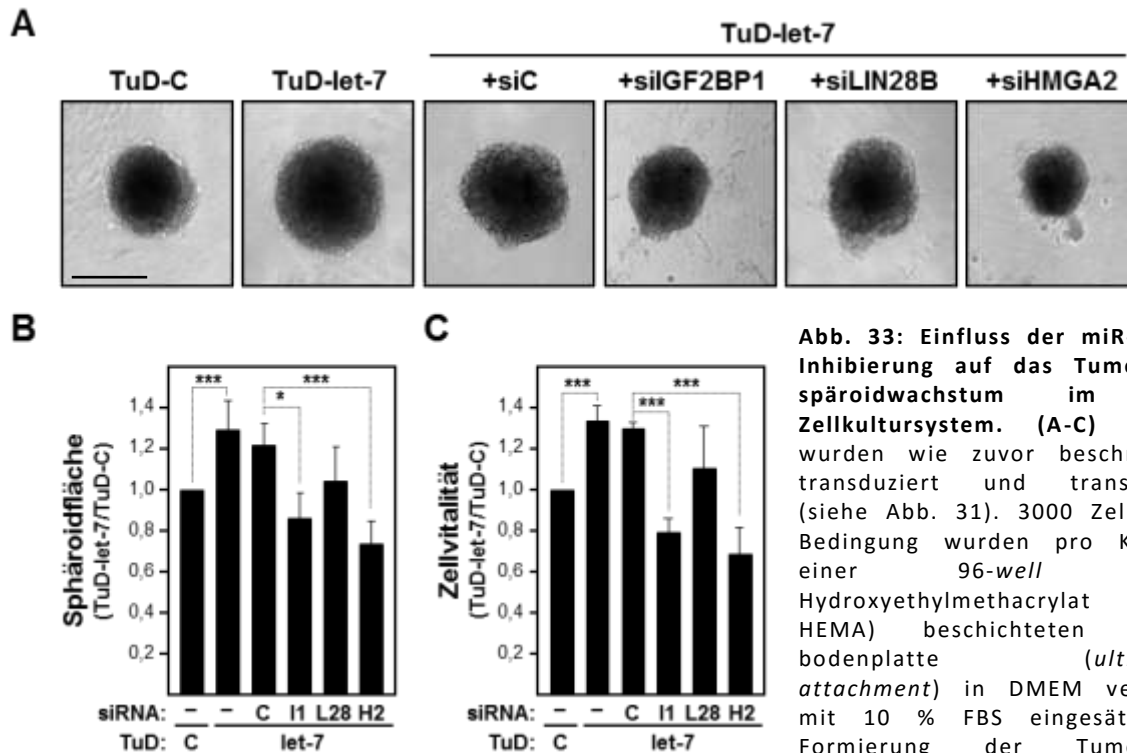 A
TuD-let-7
TuD-C TuD-let-7 +siC +siIGF2BP1 +siLIN28B +siHMGA2
B
Sphäroidfläche
(TuD-let-7/TuD-C)
1,4
1,2
1,0
0,8
0,6
0,4
0,2
*** * ***
siRNA: – – C I1 L28 H2
TuD: C let-7
C
Zellvitalität
(TuD-let-7/TuD-C)
1,4
1,2
1,0
0,8
0,6
0,4
0,2
*** *** ***
siRNA: – – C I1 L28 H2
TuD: C let-7
Abb. 33: Einfluss der miR
Inhibierung auf das Tum
späroidwachstum im
Zellkultursystem. (A-C)
wurden wie zuvor besch
transduziert und trans
(siehe Abb. 31). 3000 Zel
Bedingung wurden pro K
einer 96-well
Hydroxyethylmethacrylat
HEMA) beschichteten
bodenplatte (ult
attachment) in DMEM ve
mit 10 % FBS eingesät
Formierung der Tum